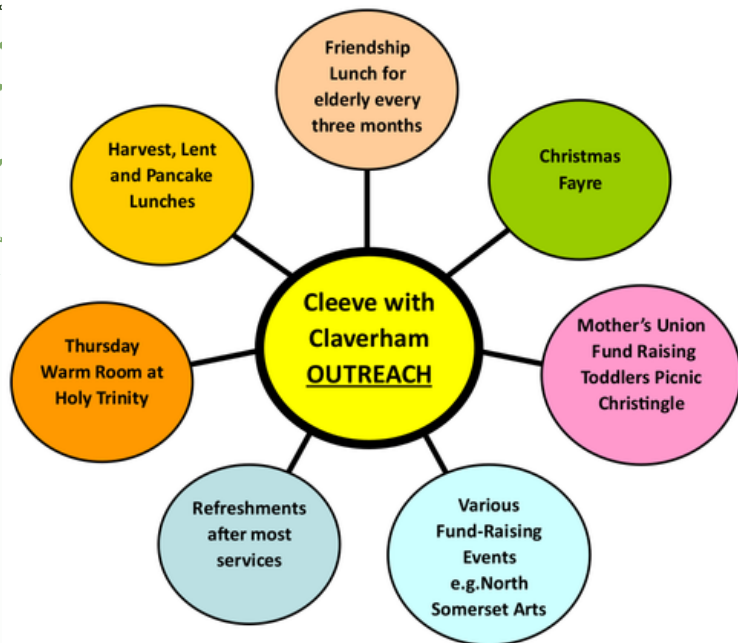 Friendship
Lunch for
elderly every
three months
Harvest, Lent
and Pancake
Lunches
Christmas
Fayre
Cleeve with
Claverham
OUTREACH
Mother's Union
Fund Raising
Toddlers Picnic
Christingle
Thursday
Warm Room at
Holy Trinity
Refreshments
after most
services
Various
Fund-Raising
Events
e.g.North
Somerset Arts